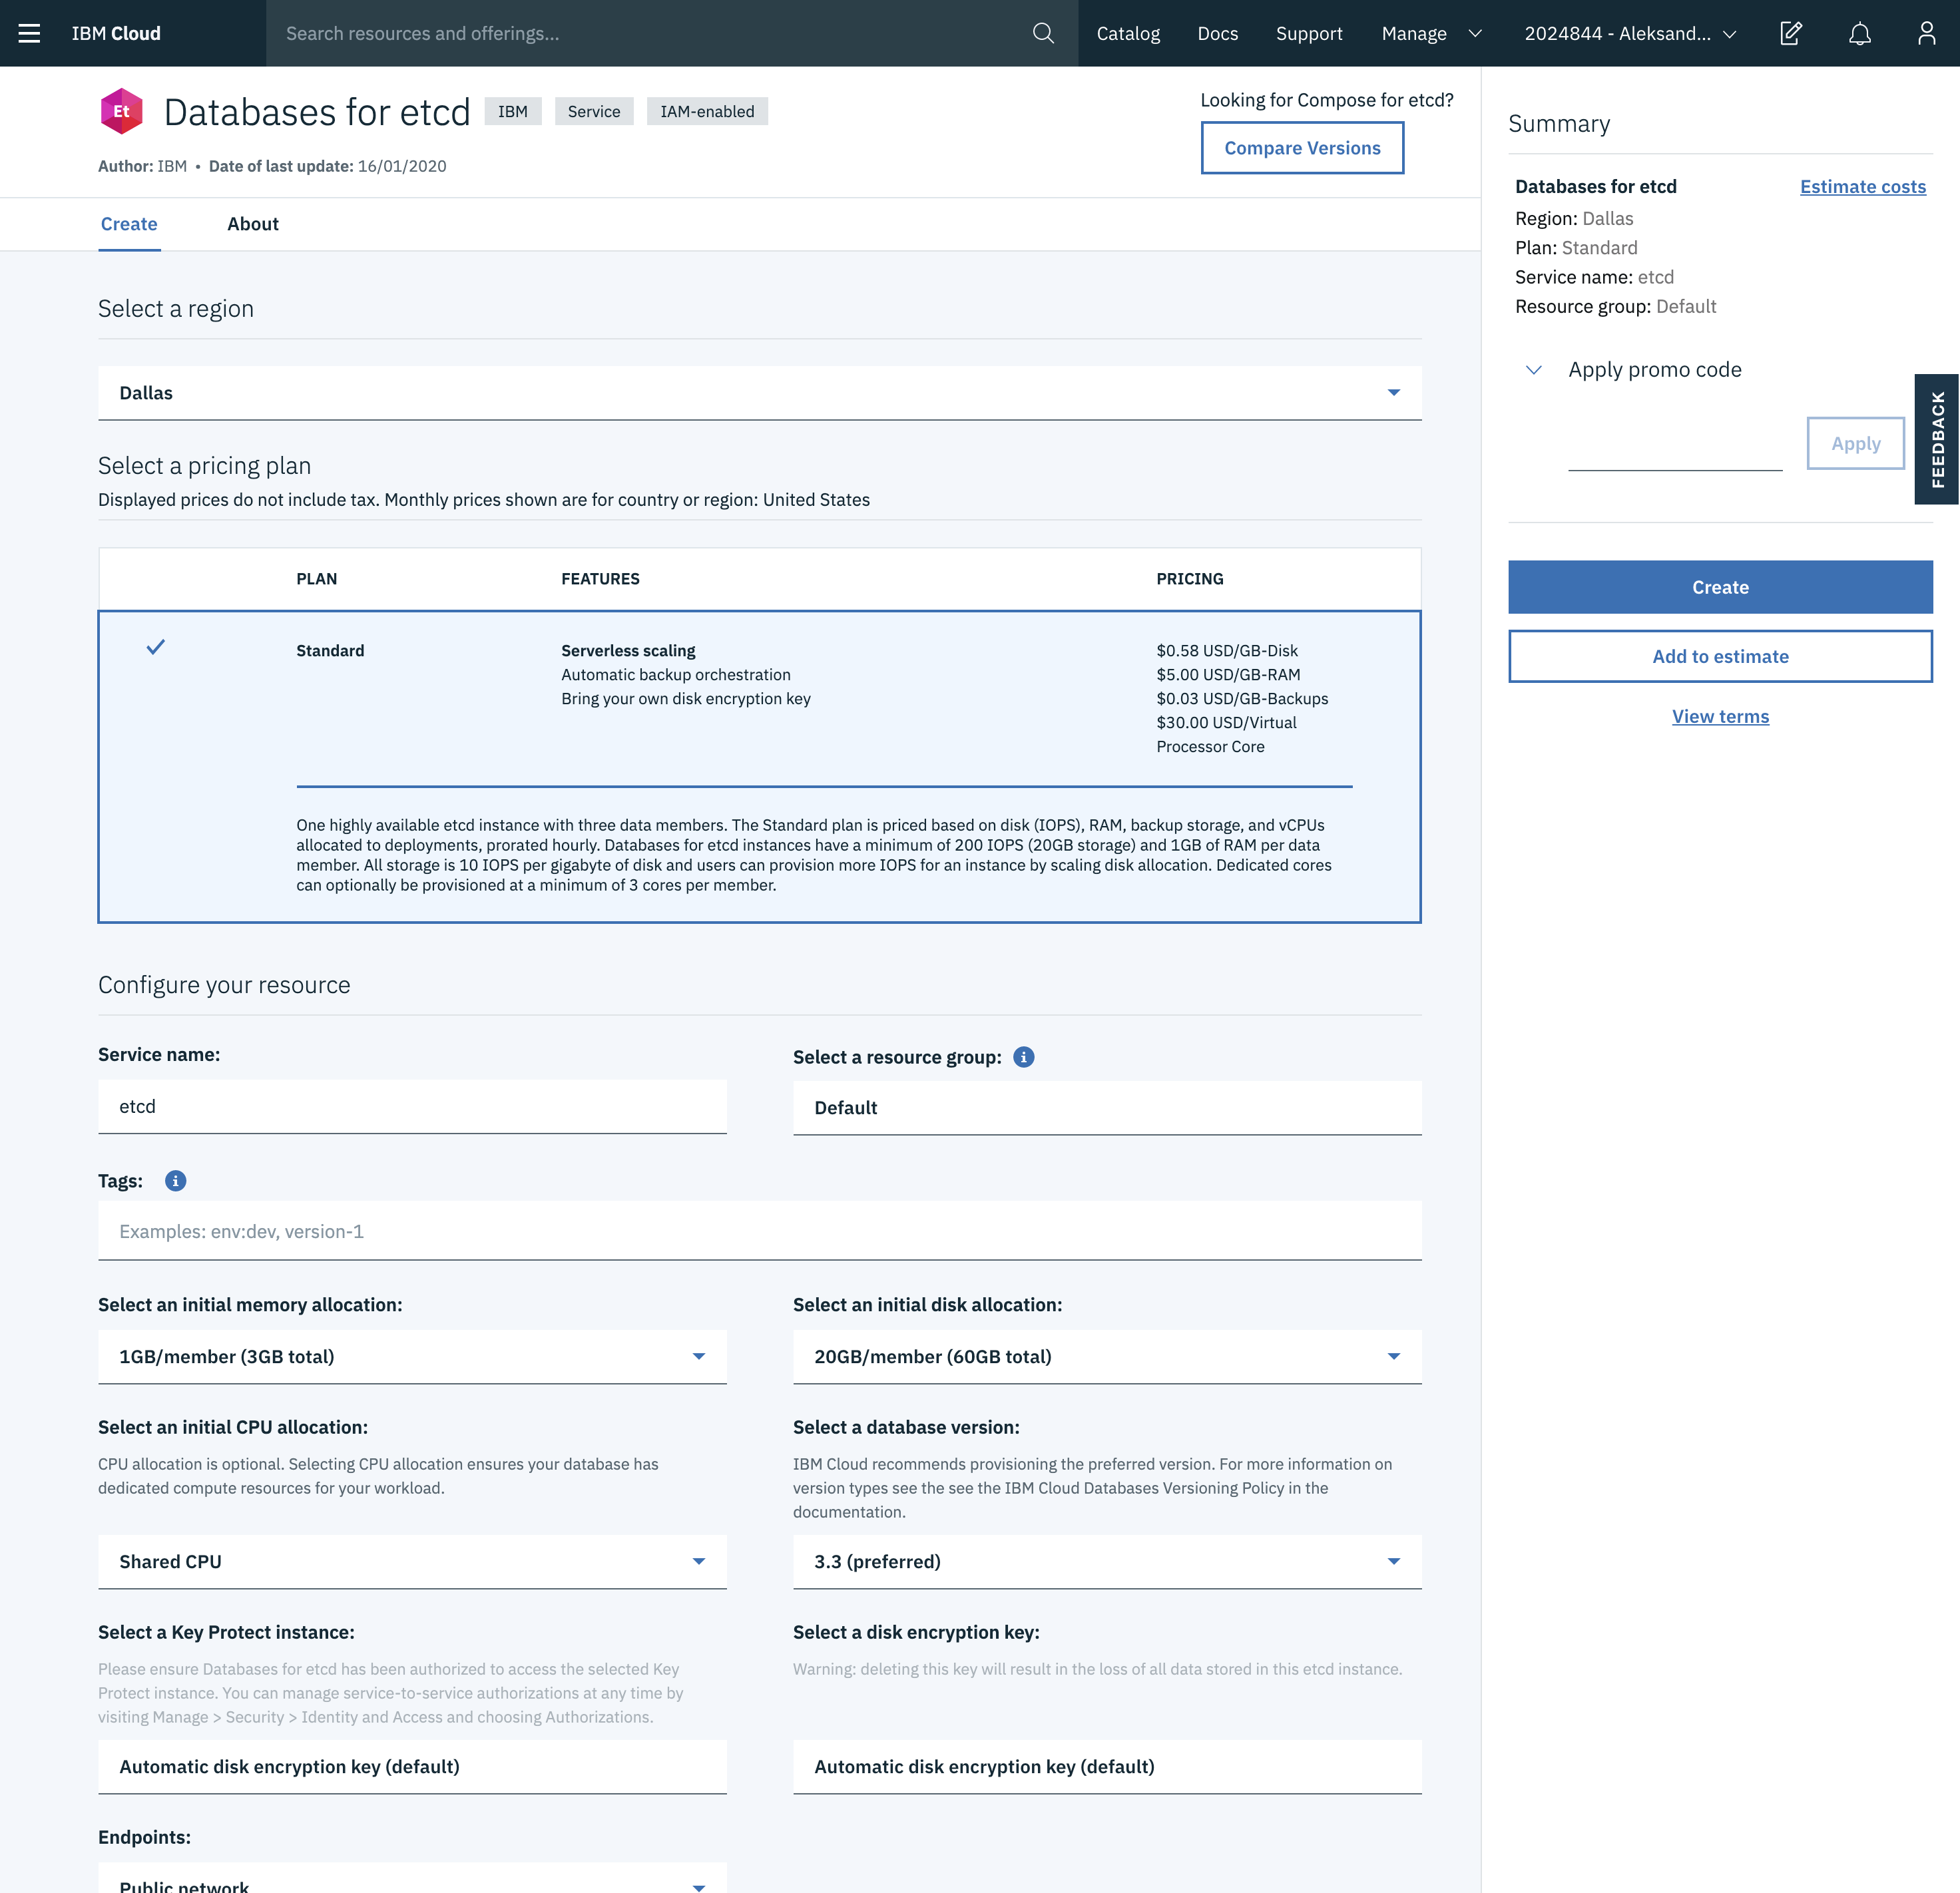 IBM Cloud
Search resources and offerings...
Catalog
Docs
Support
Manage
2024844 - Aleksand...
Et
Databases for etcd
IBM
Service
IAM-enabled
Author: IBM • Date of last update: 16/01/2020
Looking for Compose for etcd?
Compare Versions
Create
About
Select a region
Dallas
Select a pricing plan
Displayed prices do not include tax. Monthly prices shown are for country or region: United States
PLAN
FEATURES
PRICING
Standard
Serverless scaling
Automatic backup orchestration
Bring your own disk encryption key
$0.58 USD/GB-Disk
$5.00 USD/GB-RAM
$0.03 USD/GB-Backups
$30.00 USD/Virtual
Processor Core
One highly available etcd instance with three data members. The Standard plan is priced based on disk (IOPS), RAM, backup storage, and vCPUs
allocated to deployments, prorated hourly. Databases for etcd instances have a minimum of 200 IOPS (20GB storage) and 1GB of RAM per data
member. All storage is 10 IOPS per gigabyte of disk and users can provision more IOPS for an instance by scaling disk allocation. Dedicated cores
can optionally be provisioned at a minimum of 3 cores per member.
Configure your resource
Service name:
etcd
Select a resource group:
Default
Tags:
Examples: env:dev, version-1
Select an initial memory allocation:
1GB/member (3GB total)
Select an initial disk allocation:
20GB/member (60GB total)
Select an initial CPU allocation:
CPU allocation is optional. Selecting CPU allocation ensures your database has
dedicated compute resources for your workload.
Shared CPU
Select a database version:
IBM Cloud recommends provisioning the preferred version. For more information on
version types see the see the IBM Cloud Databases Versioning Policy in the
documentation.
3.3 (preferred)
Select a Key Protect instance:
Please ensure Databases for etcd has been authorized to access the selected Key
Protect instance. You can manage service-to-service authorizations at any time by
visiting Manage > Security > Identity and Access and choosing Authorizations.
Automatic disk encryption key (default)
Select a disk encryption key:
Warning: deleting this key will result in the loss of all data stored in this etcd instance.
Automatic disk encryption key (default)
Endpoints:
Public network
Summary
Databases for etcd
Estimate costs
Region: Dallas
Plan: Standard
Service name: etcd
Resource group: Default
Apply promo code
Apply
FEEDBACK
Create
Add to estimate
View terms